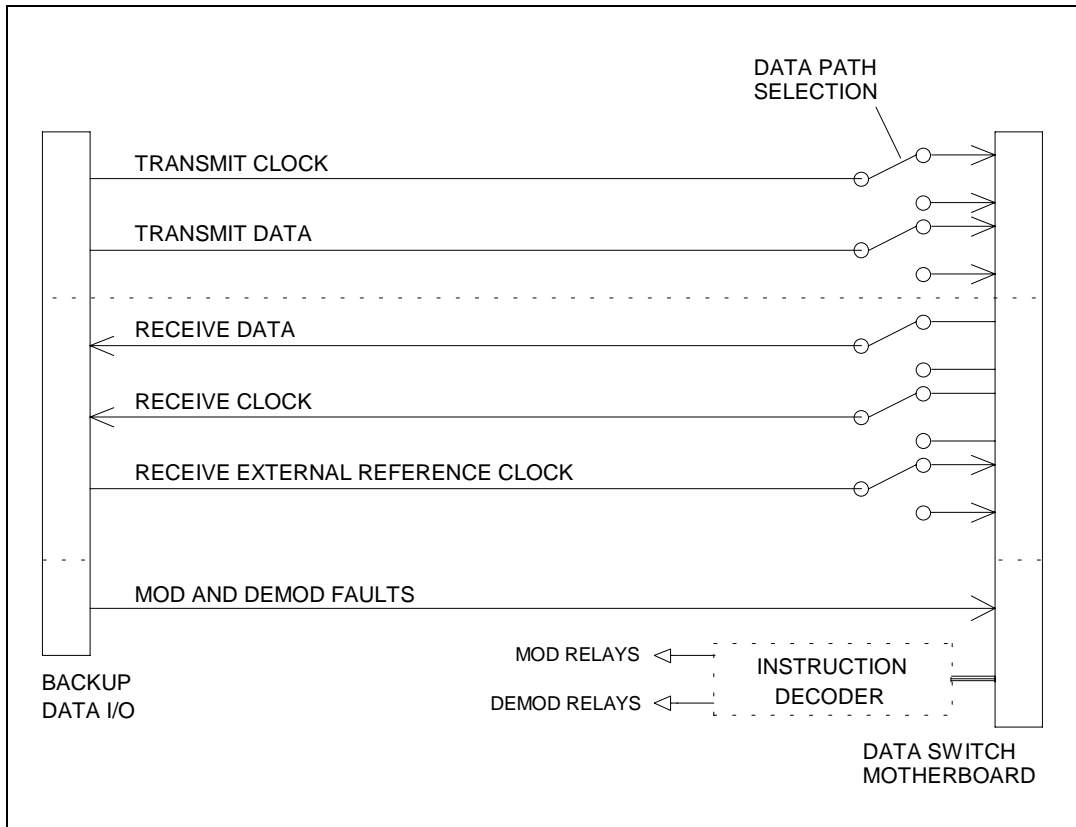 DATA PATH
SELECTION
TRANSMIT CLOCK
TRANSMIT DATA
RECEIVE DATA
RECEIVE CLOCK
RECEIVE EXTERNAL REFERENCE CLOCK
MOD AND DEMOD FAULTS
MOD RELAYS
DEMOD RELAYS
INSTRUCTION
DECODER
BACKUP
DATA I/O
DATA SWITCH
MOTHERBOARD